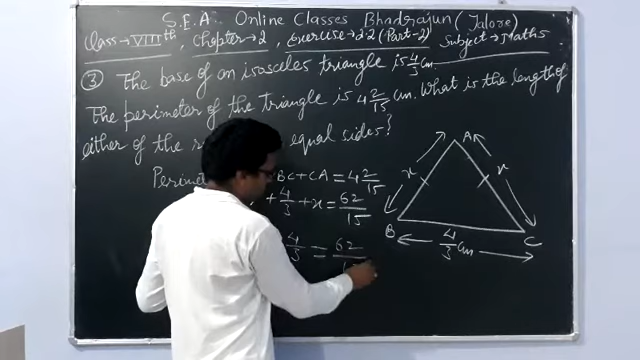 S.E.A. Online Classes Bhadrajun (Jalore)
Class → VIIIth, Chapter → 2, Exercise → 2.2 (Part-2) Subject → Maths
③ The base of an isosceles triangle is 4/3 cm.
The perimeter of the triangle is 4 2/15 cm. What is the length of
either of the equal sides?
BC + CA = 4 2/15
+ 4/3 + x = 62/15
4/3 = 62/
A
x
x
B
C
4/3 cm